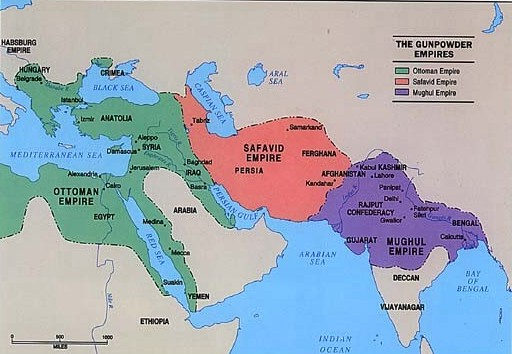 THE GUNPOWDER
EMPIRES
Ottoman Empire
Safavid Empire
Mughul Empire
HABSBURG
EMPIRE
HUNGARY
Belgrade
CRIMEA
BLACK SEA
Istanbul
Izmir
ANATOLIA
CASPIAN SEA
ARAL
SEA
Tabriz
Samarkand
Aleppo
SYRIA
Damascus
MEDITERRANEAN SEA
Jerusalem
Baghdad
IRAQ
Basra
SAFAVID
EMPIRE
PERSIA
FERGHANA
AFGHANISTAN
Kandahar
Kabul
KASHMIR
Lahore
Panipat
Delhi
RAJPUT
CONFEDERACY
Fatehpur
Sikri
Gwalior
BENGAL
Calcutta
GUJARAT
MUGHUL
EMPIRE
Alexandria
Cairo
OTTOMAN
EMPIRE
EGYPT
PERSIAN GULF
ARABIA
Medina
RED SEA
Mecca
Suakin
YEMEN
ETHIOPIA
ARABIAN
SEA
DECCAN
VIJAYANAGAR
BAY
OF
BENGAL
INDIAN
OCEAN
0 500 1000
MILES